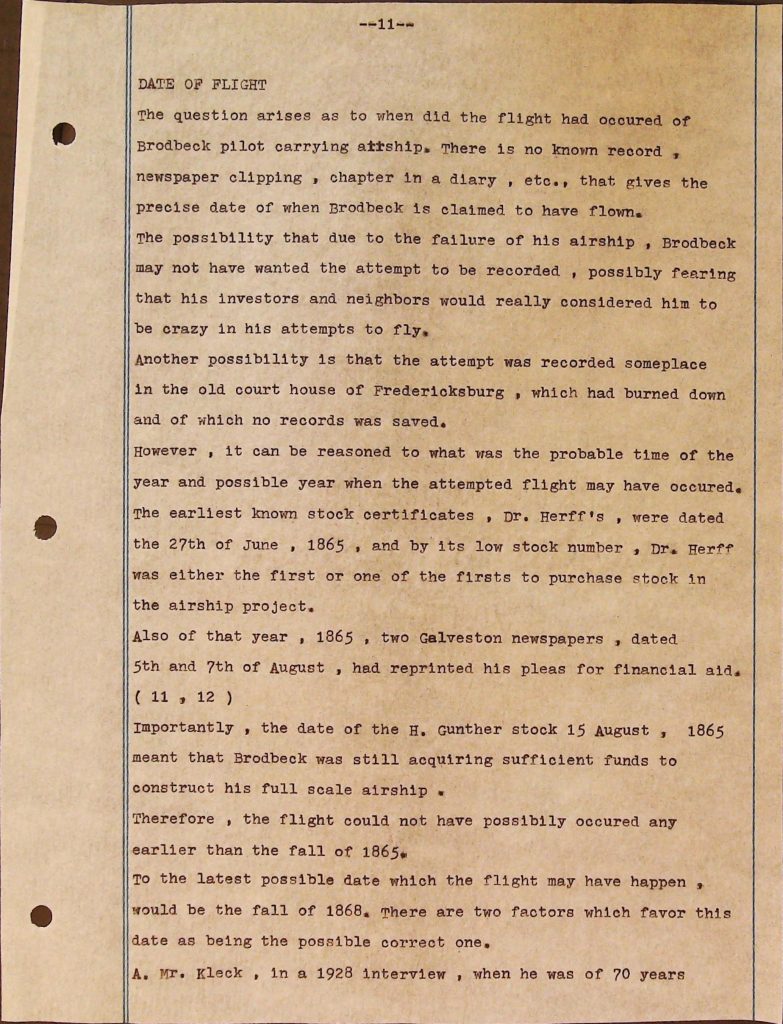 --11--
DATE OF FLIGHT
The question arises as to when did the flight had occured of
Brodbeck pilot carrying airship. There is no known record ,
newspaper clipping , chapter in a diary , etc., that gives the
precise date of when Brodbeck is claimed to have flown.
The possibility that due to the failure of his airship , Brodbeck
may not have wanted the attempt to be recorded , possibly fearing
that his investors and neighbors would really considered him to
be crazy in his attempts to fly.
Another possibility is that the attempt was recorded someplace
in the old court house of Fredericksburg , which had burned down
and of which no records was saved.
However , it can be reasoned to what was the probable time of the
year and possible year when the attempted flight may have occured.
The earliest known stock certificates , Dr. Herff's , were dated
the 27th of June , 1865 , and by its low stock number , Dr. Herff
was either the first or one of the firsts to purchase stock in
the airship project.
Also of that year , 1865 , two Galveston newspapers , dated
5th and 7th of August , had reprinted his pleas for financial aid.
( 11 , 12 )
Importantly , the date of the H. Gunther stock 15 August , 1865
meant that Brodbeck was still acquiring sufficient funds to
construct his full scale airship .
Therefore , the flight could not have possibily occured any
earlier than the fall of 1865.
To the latest possible date which the flight may have happen ,
would be the fall of 1868. There are two factors which favor this
date as being the possible correct one.
A. Mr. Kleck , in a 1928 interview , when he was of 70 years